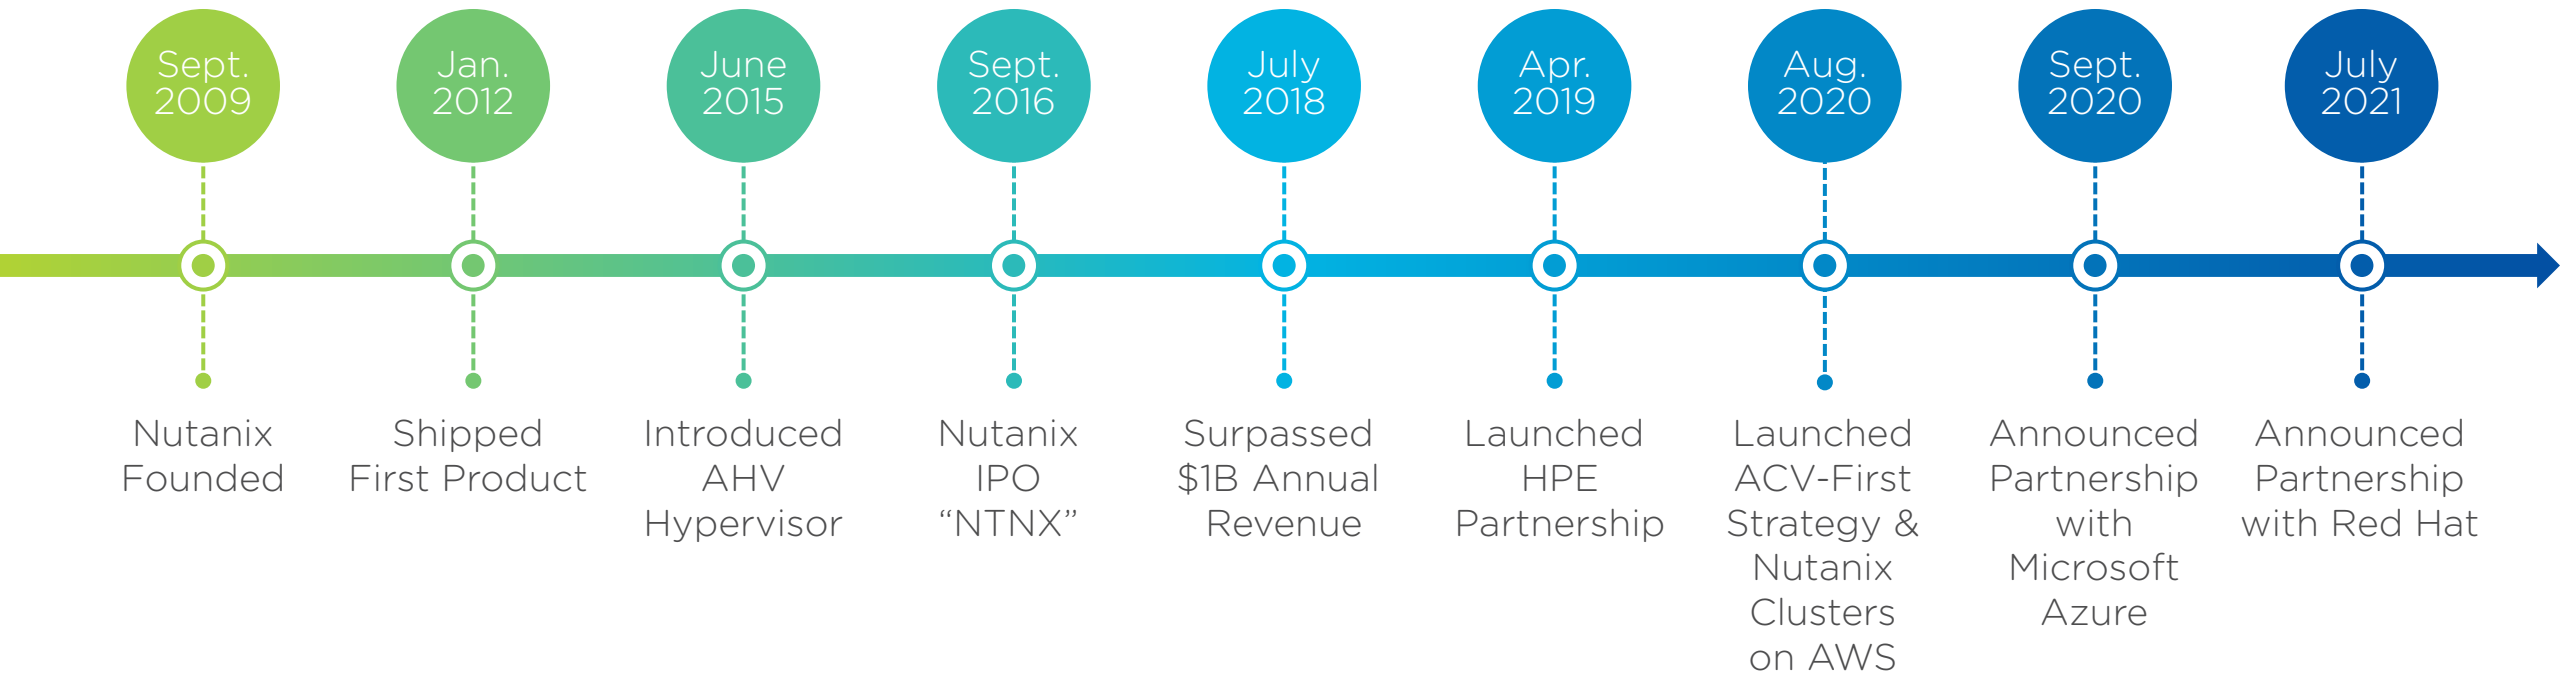 Sept.
2009
Jan.
2012
June
2015
Sept.
2016
July
2018
Apr.
2019
Aug.
2020
Sept.
2020
July
2021
Nutanix
Founded
Shipped
First Product
Introduced
AHV
Hypervisor
Nutanix
IPO
“NTNX”
Surpassed
$1B Annual
Revenue
Launched
HPE
Partnership
Launched
ACV-First
Strategy &
Nutanix
Clusters
on AWS
Announced
Partnership
with
Microsoft
Azure
Announced
Partnership
with Red Hat